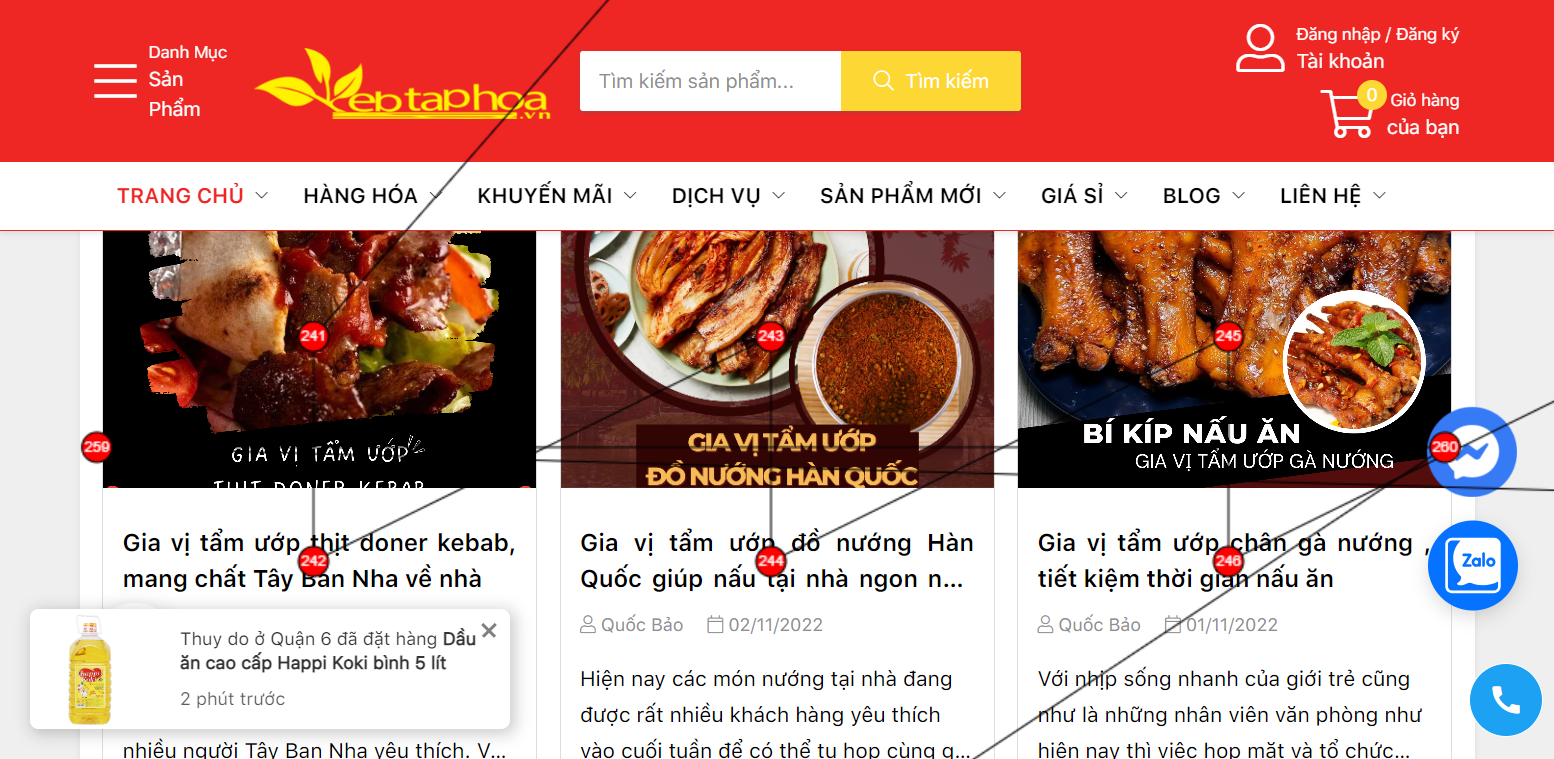 Danh Mục
Sản
Phẩm
Keptaphoa
.vn
Tìm kiếm sản phẩm...
Tìm kiếm
Đăng nhập / Đăng ký
Tài khoản
0
Giỏ hàng
của bạn
TRANG CHỦ
HÀNG HÓA
KHUYẾN MÃI
DỊCH VỤ
SẢN PHẨM MỚI
GIÁ SỈ
BLOG
LIÊN HỆ
241
243
245
GIA VỊ TẨM ƯỚP
THỊT DONER KEBAB
GIA VỊ TẨM ƯỚP
ĐỒ NƯỚNG HÀN QUỐC
BÍ KÍP NẤU ĂN
GIA VỊ TẨM ƯỚP GÀ NƯỚNG
259
260
Gia vị tẩm ướp thịt doner kebab,
mang chất Tây Ban Nha về nhà
242
Gia vị tẩm ướp đồ nướng Hàn
Quốc giúp nấu tại nhà ngon n...
244
Gia vị tẩm ướp chân gà nướng ,
tiết kiệm thời gian nấu ăn
246
Zalo
Quốc Bảo
02/11/2022
Quốc Bảo
01/11/2022
Thuy do ở Quận 6 đã đặt hàng Dầu
ăn cao cấp Happi Koki bình 5 lít
2 phút trước
happi
nhiều người Tây Ban Nha yêu thích. V...
Hiện nay các món nướng tại nhà đang
được rất nhiều khách hàng yêu thích
vào cuối tuần để có thể tụ họp cùng g...
Với nhịp sống nhanh của giới trẻ cũng
như là những nhân viên văn phòng như
hiện nay thì việc họp mặt và tổ chức...